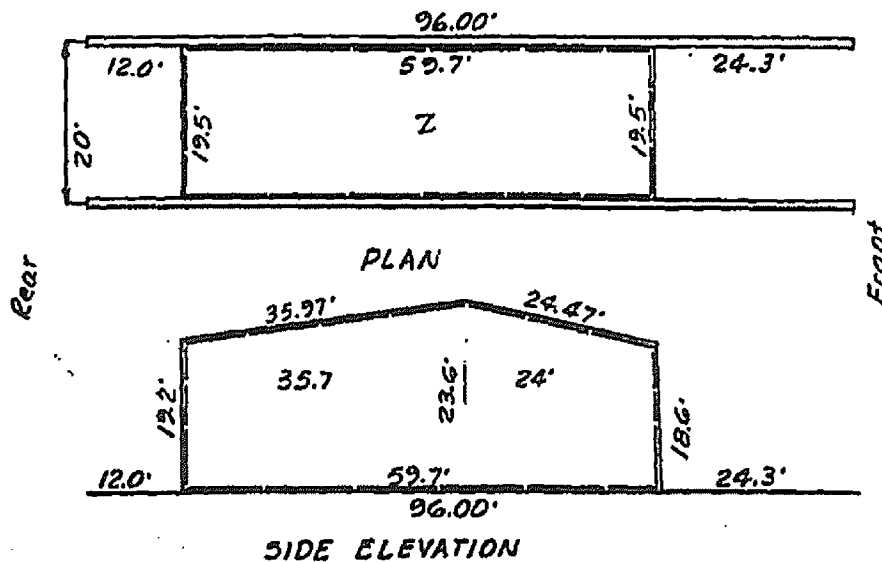 96.00'
12.0' 59.7' 24.3'
20' 19.5' Z 19.5'
PLAN
Rear Front
35.97' 24.47'
19.2' 35.7 23.6' 24' 18.6'
12.0' 59.7' 24.3'
96.00'
SIDE ELEVATION